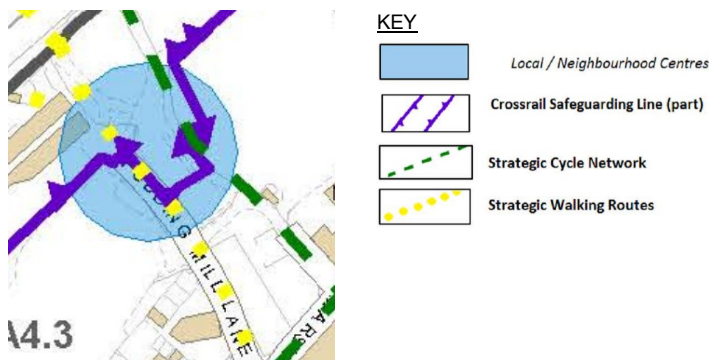 KEY
Local / Neighbourhood Centres
Crossrail Safeguarding Line (part)
Strategic Cycle Network
Strategic Walking Routes
MILL LANE
A4.3